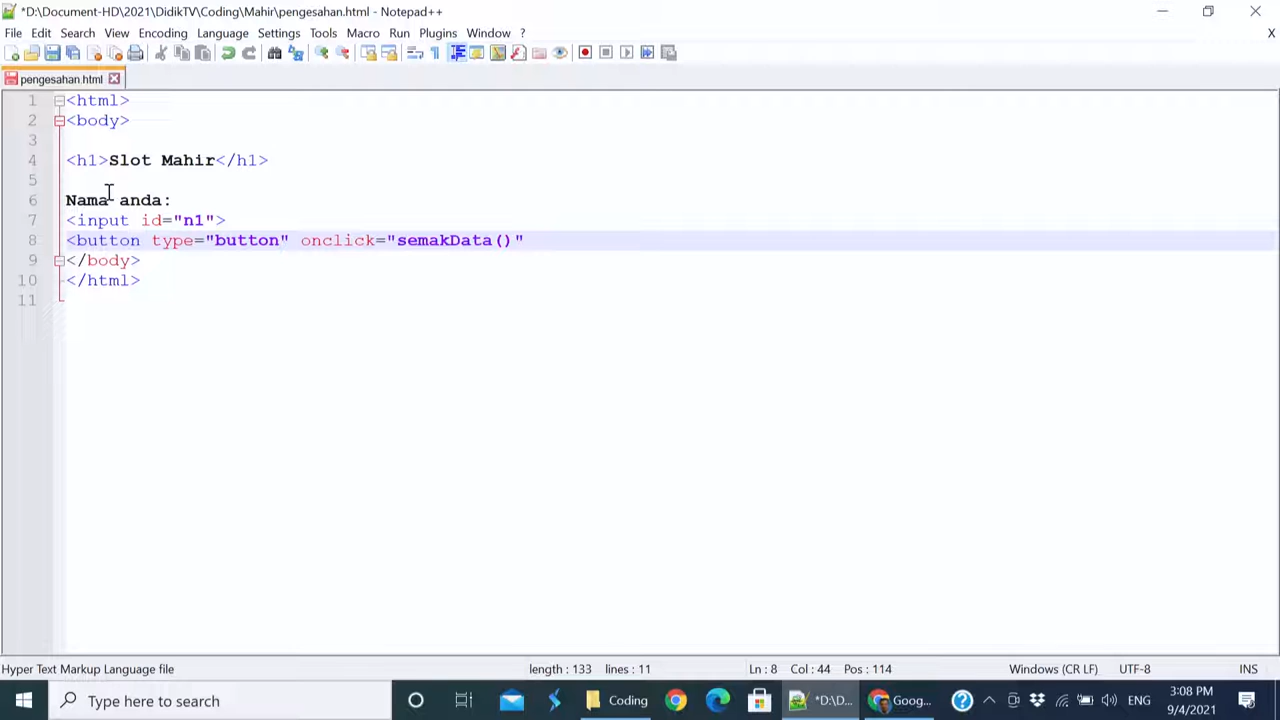 *D:\Document-HD\2021\DidikTV\Coding\Mahir\pengesahan.html - Notepad++
File Edit Search View Encoding Language Settings Tools Macro Run Plugins Window ? X
pengesahan.html
1 <html>
2 <body>
3
4 <h1>Slot Mahir</h1>
5
6 Nama anda:
7 <input id="n1">
8 <button type="button" onclick="semakData()"
9 </body>
10 </html>
11
Hyper Text Markup Language file length : 133 lines : 11 Ln : 8 Col : 44 Pos : 114 Windows (CR LF) UTF-8 INS
Type here to search Coding *D:\D... Goog... ENG 3:08 PM
9/4/2021